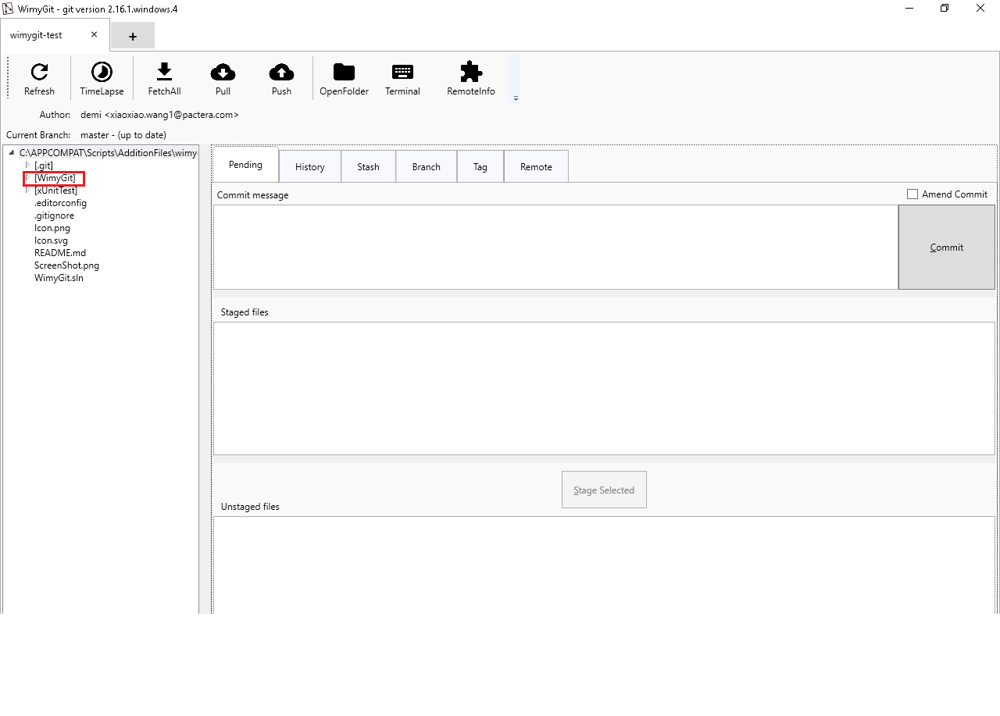 WimyGit - git version 2.16.1.windows.4
wimygit-test
Refresh TimeLapse FetchAll Pull Push OpenFolder Terminal RemoteInfo
Author: demi <xiaoxiao.wang1@pactera.com>
Current Branch: master - (up to date)
C:\APPCOMPAT\Scripts\AdditionFiles\wimy
[.git]
[WimyGit]
[xUnitTest]
.editorconfig
.gitignore
Icon.png
Icon.svg
README.md
ScreenShot.png
WimyGit.sln
Pending History Stash Branch Tag Remote
Commit message Amend Commit
Commit
Staged files
Stage Selected
Unstaged files